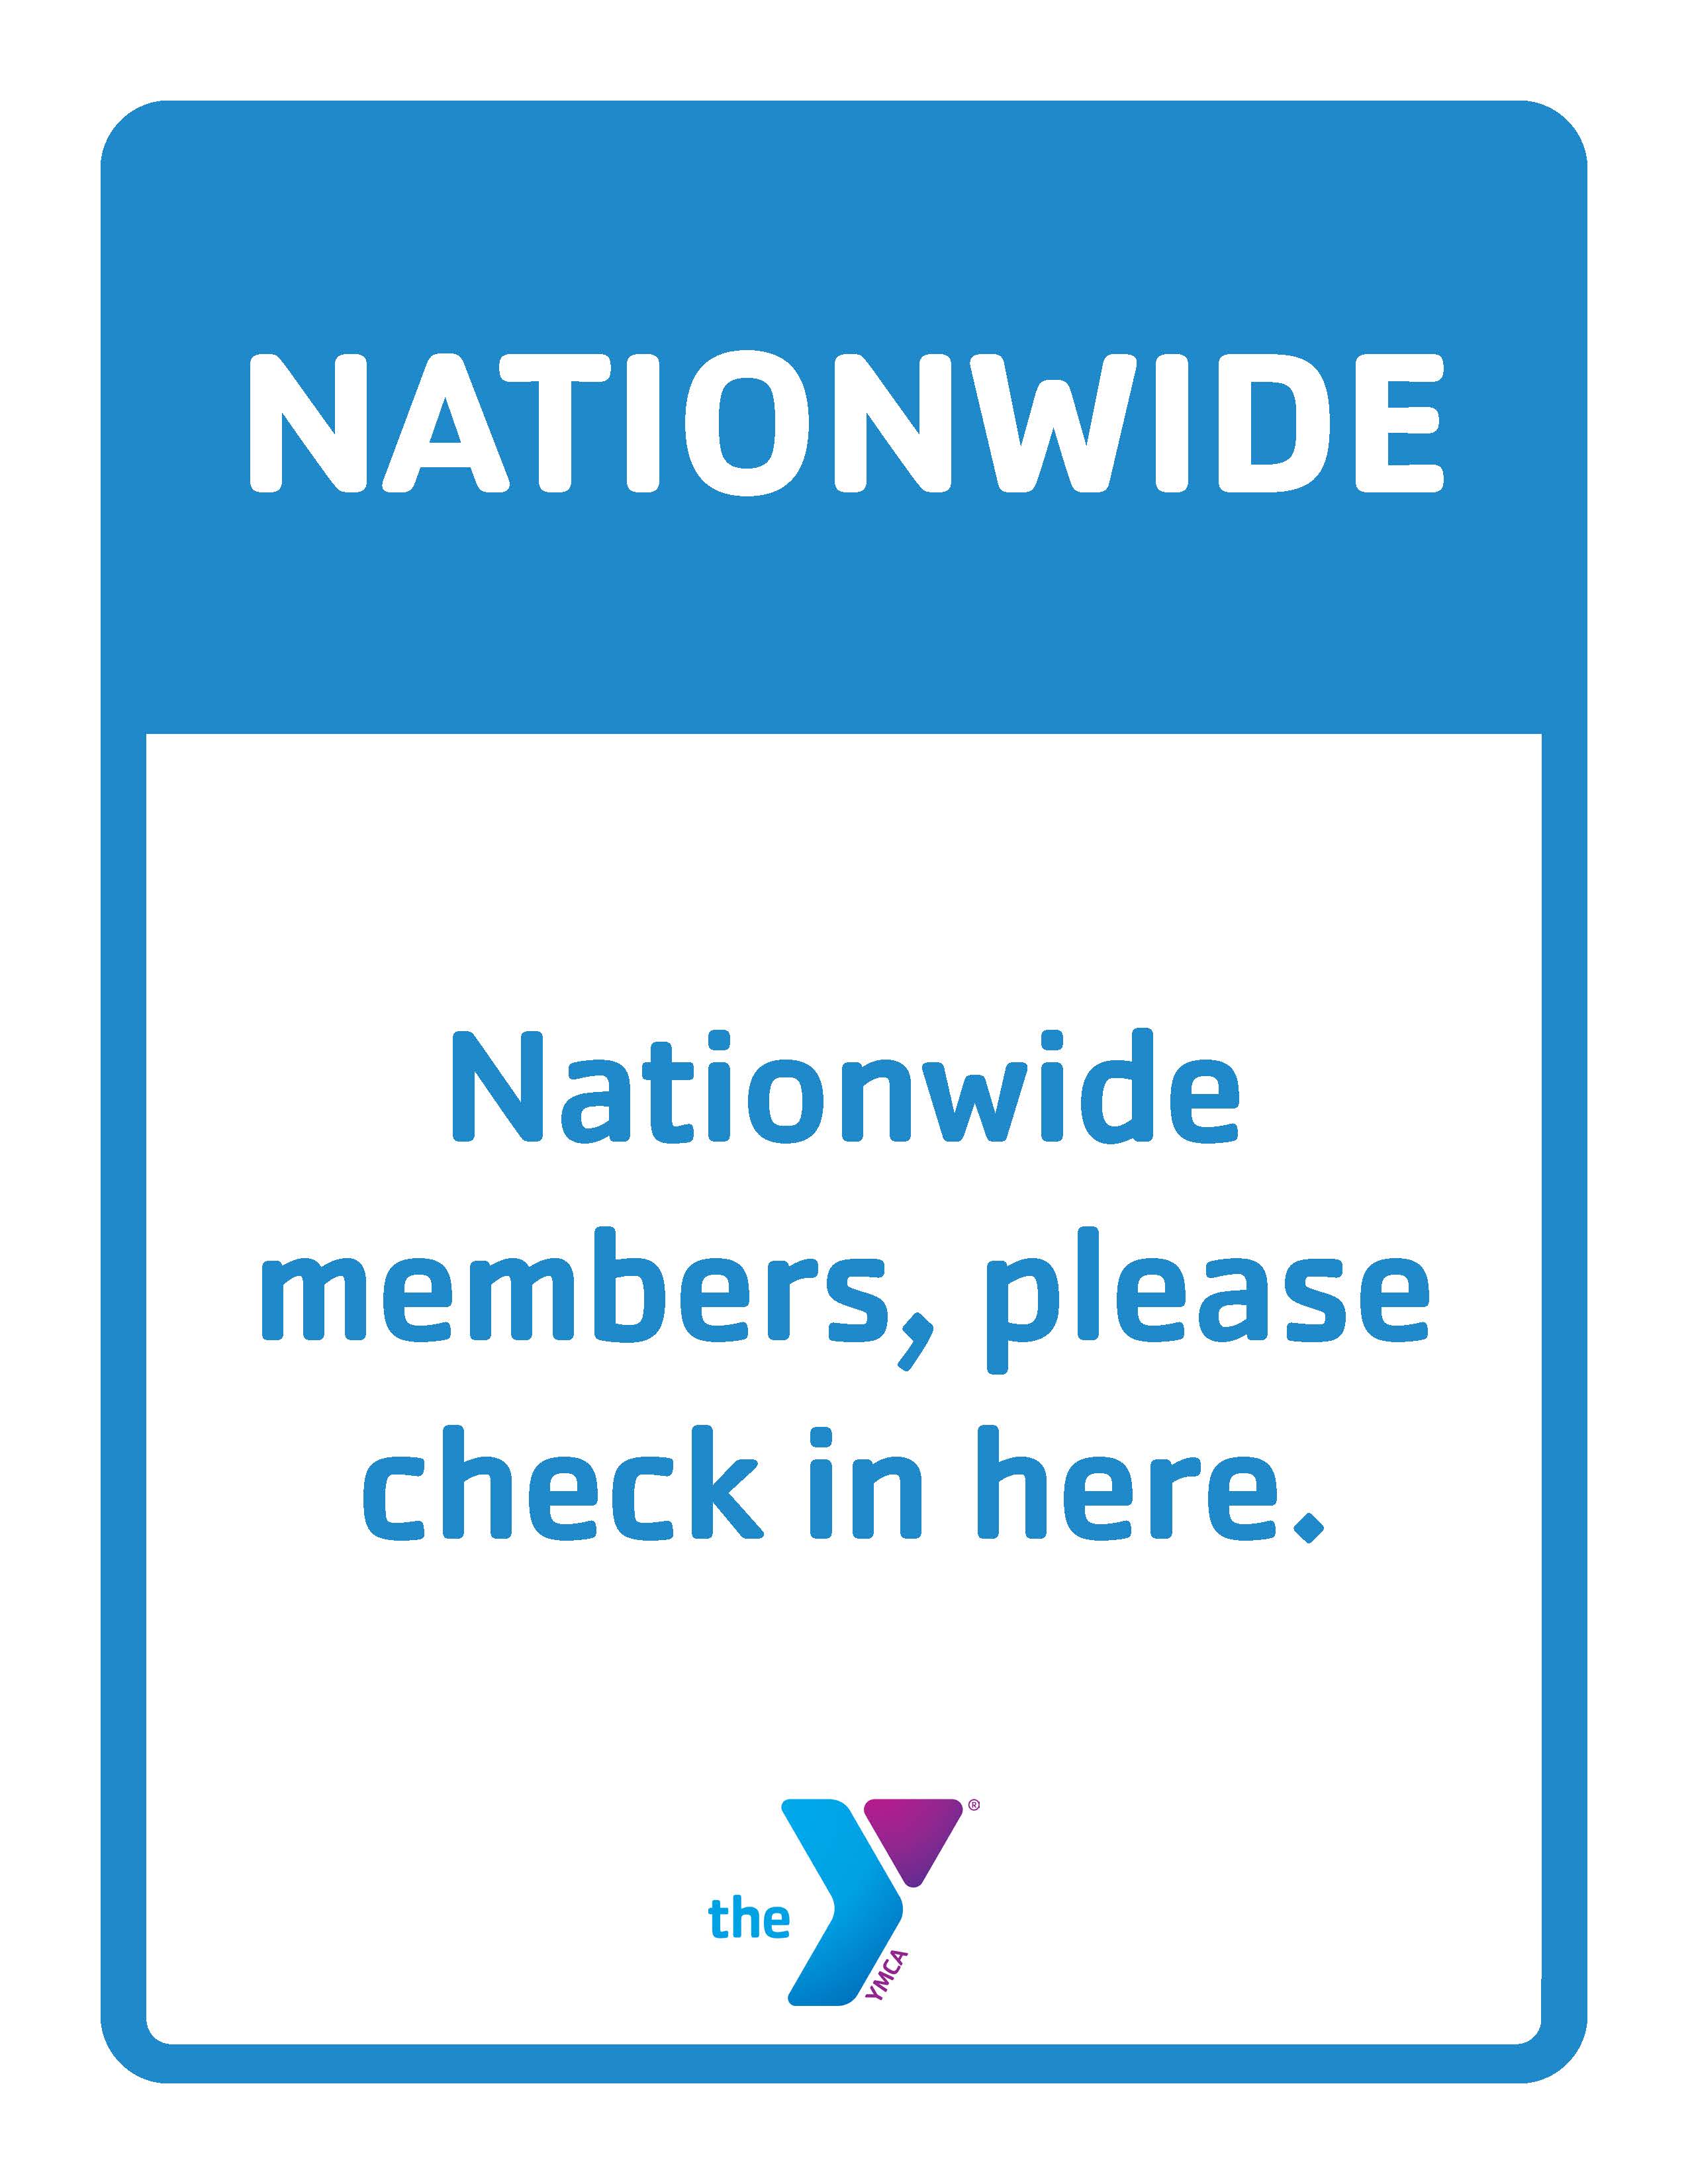 NATIONWIDE
Nationwide
members, please
check in here.
the
YMCA
®